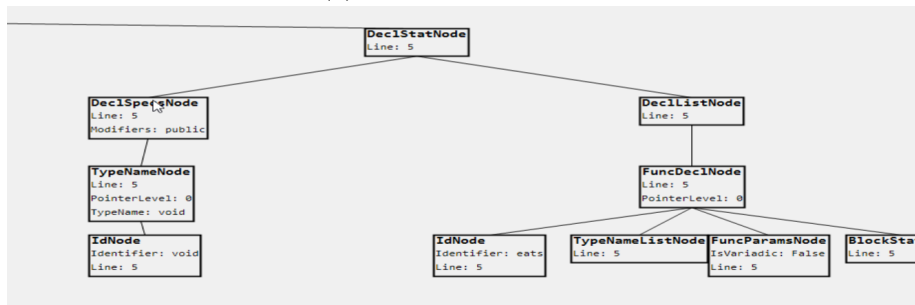 DeclStatNode
Line: 5
DeclSpecsNode
Line: 5
Modifiers: public
DeclListNode
Line: 5
TypeNameNode
Line: 5
PointerLevel: 0
TypeName: void
FuncDeclNode
Line: 5
PointerLevel: 0
IdNode
Identifier: void
Line: 5
IdNode
Identifier: eats
Line: 5
TypeNameListNode
Line: 5
FuncParamsNode
IsVariadic: False
Line: 5
BlockSta
Line: 5